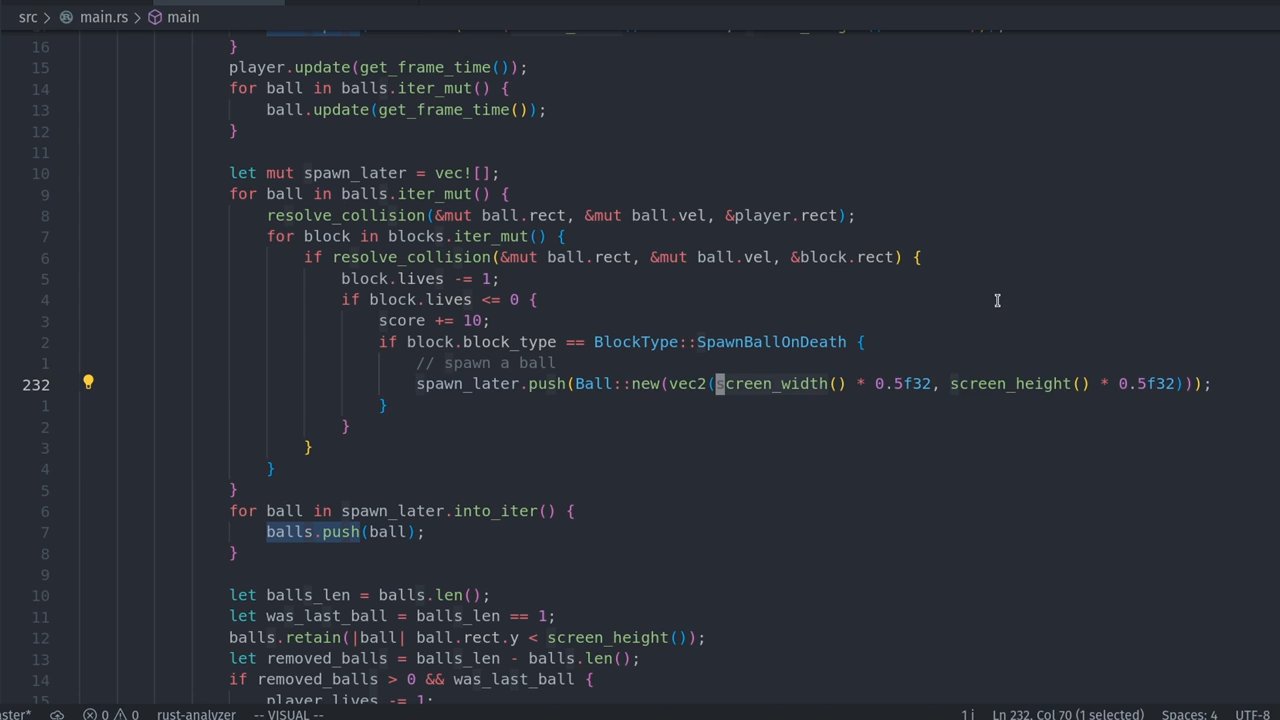 src > main.rs > main
16 }
15 player.update(get_frame_time());
14 for ball in balls.iter_mut() {
13 ball.update(get_frame_time());
12 }
11
10 let mut spawn_later = vec![];
9 for ball in balls.iter_mut() {
8 resolve_collision(&mut ball.rect, &mut ball.vel, &player.rect);
7 for block in blocks.iter_mut() {
6 if resolve_collision(&mut ball.rect, &mut ball.vel, &block.rect) {
5 block.lives -= 1;
4 if block.lives <= 0 {
3 score += 10;
2 if block.block_type == BlockType::SpawnBallOnDeath {
1 // spawn a ball
232 spawn_later.push(Ball::new(vec2(screen_width() * 0.5f32, screen_height() * 0.5f32)));
1 }
2 }
3 }
4 }
5 }
6 for ball in spawn_later.into_iter() {
7 balls.push(ball);
8 }
9
10 let balls_len = balls.len();
11 let was_last_ball = balls_len == 1;
12 balls.retain(|ball| ball.rect.y < screen_height());
13 let removed_balls = balls_len - balls.len();
14 if removed_balls > 0 && was_last_ball {
15 player.lives -= 1;
aster* 0 0 rust-analyzer -- VISUAL -- 1j Ln 232, Col 70 (1 selected) Spaces: 4 UTF-8